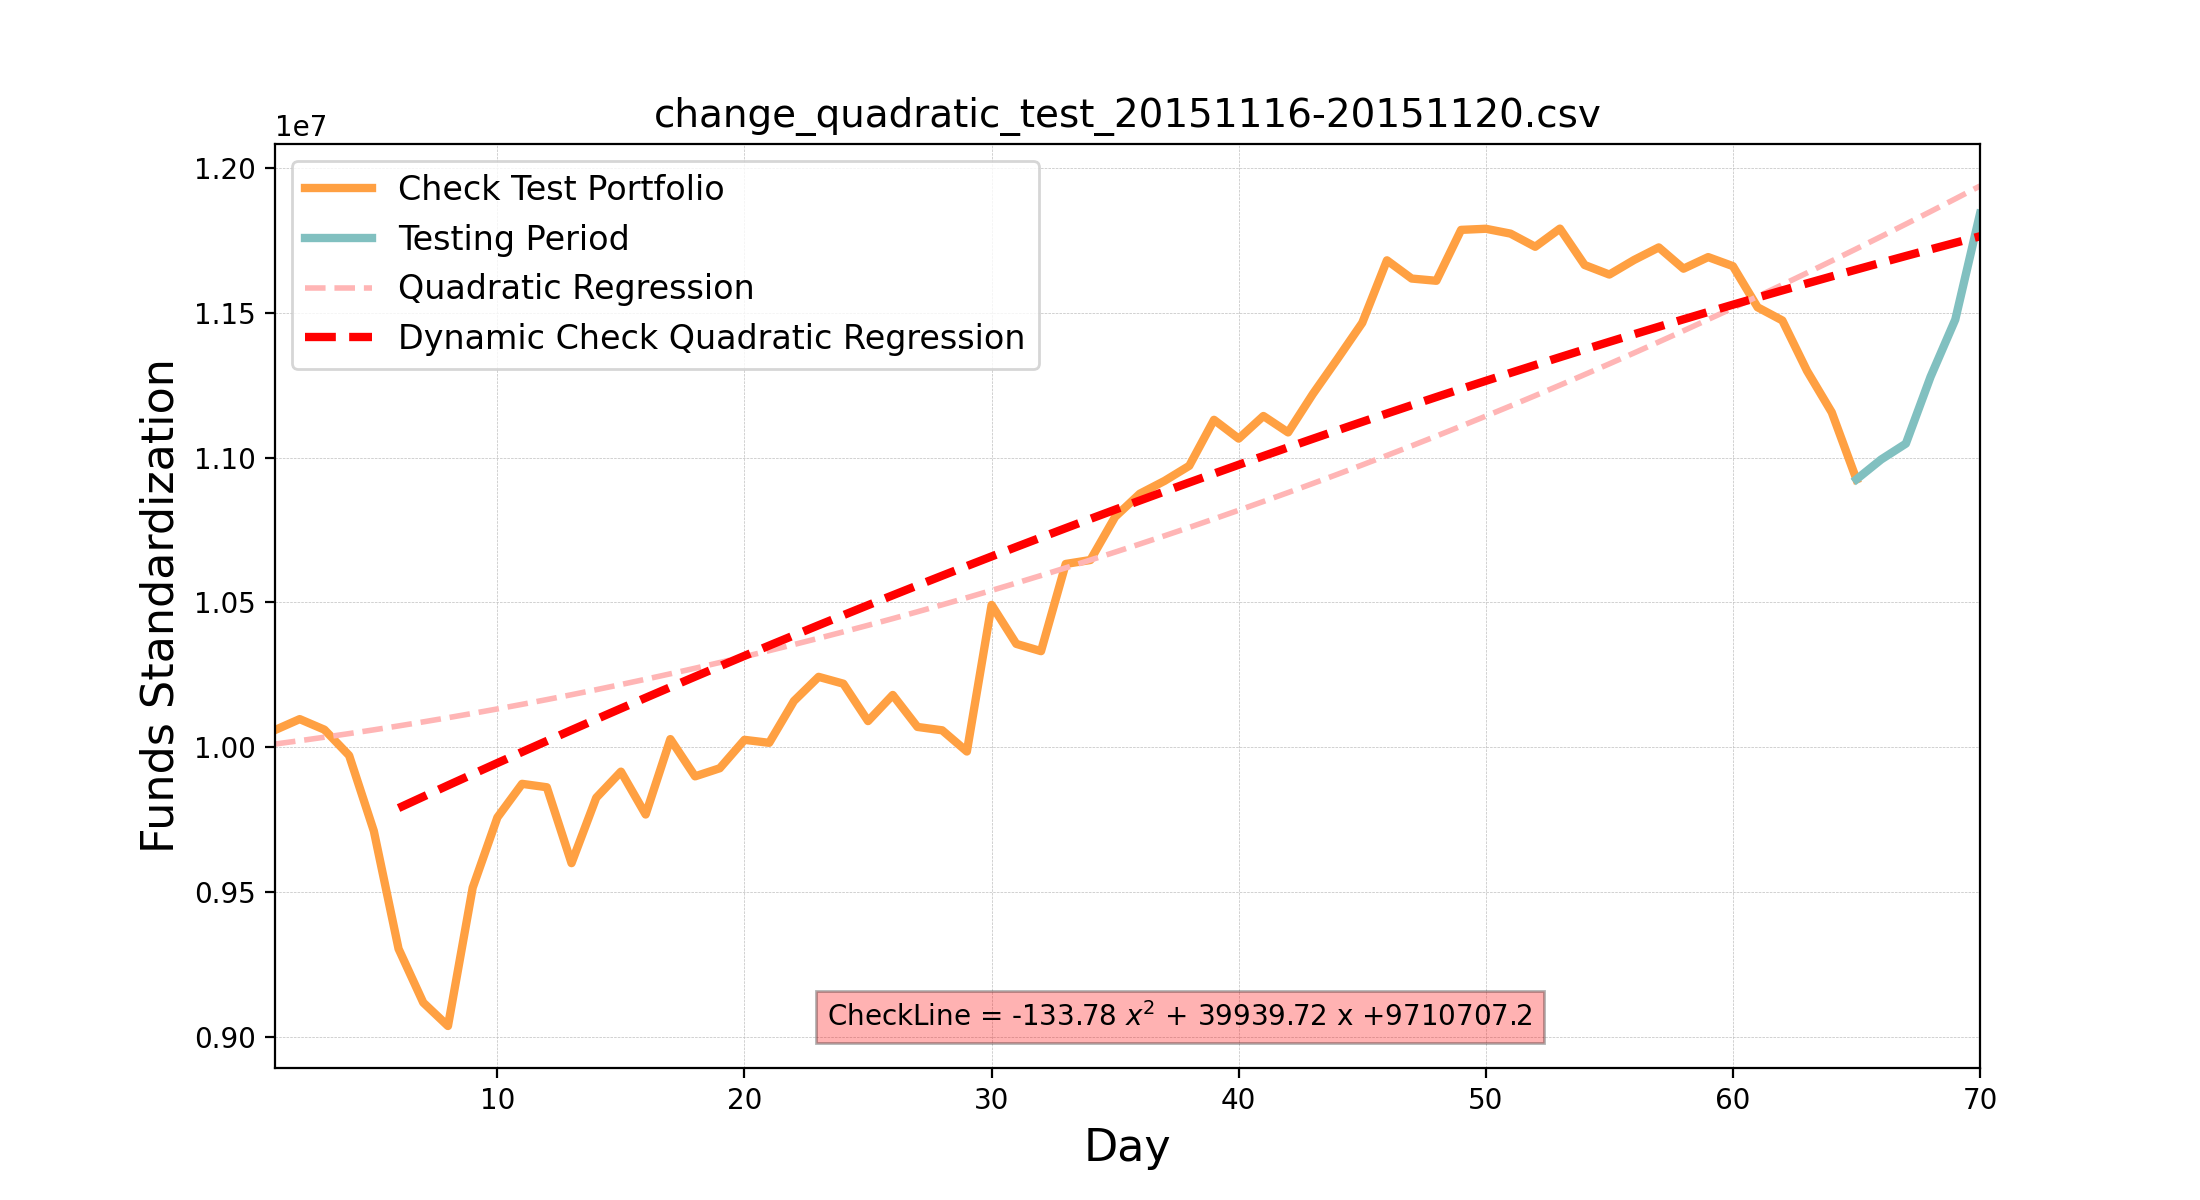 change_quadratic_test_20151116-20151120.csv
1e7
1.20
1.15
1.10
1.05
1.00
0.95
0.90
Funds Standardization
Check Test Portfolio
Testing Period
Quadratic Regression
Dynamic Check Quadratic Regression
CheckLine = -133.78 x² + 39939.72 x +9710707.2
10 20 30 40 50 60 70
Day